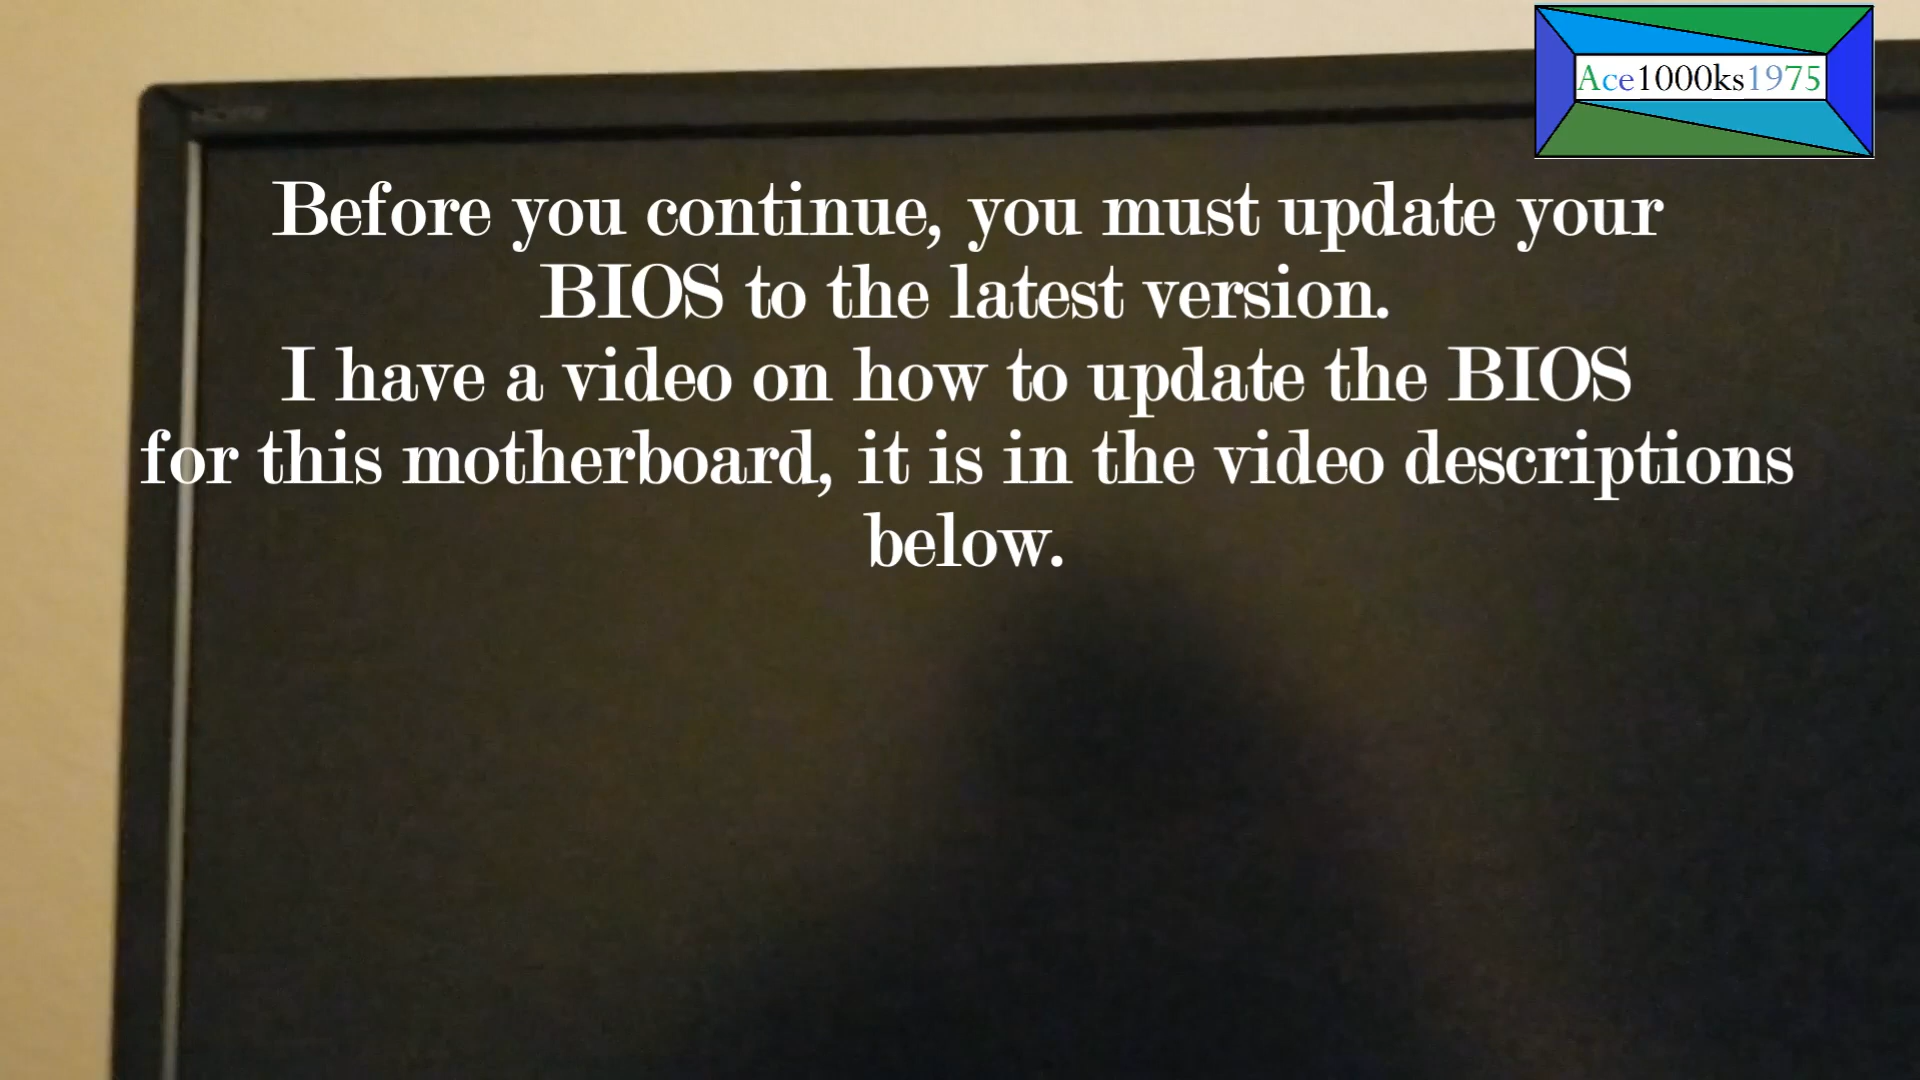 Ace1000ks1975
Before you continue, you must update your
BIOS to the latest version.
I have a video on how to update the BIOS
for this motherboard, it is in the video descriptions
below.